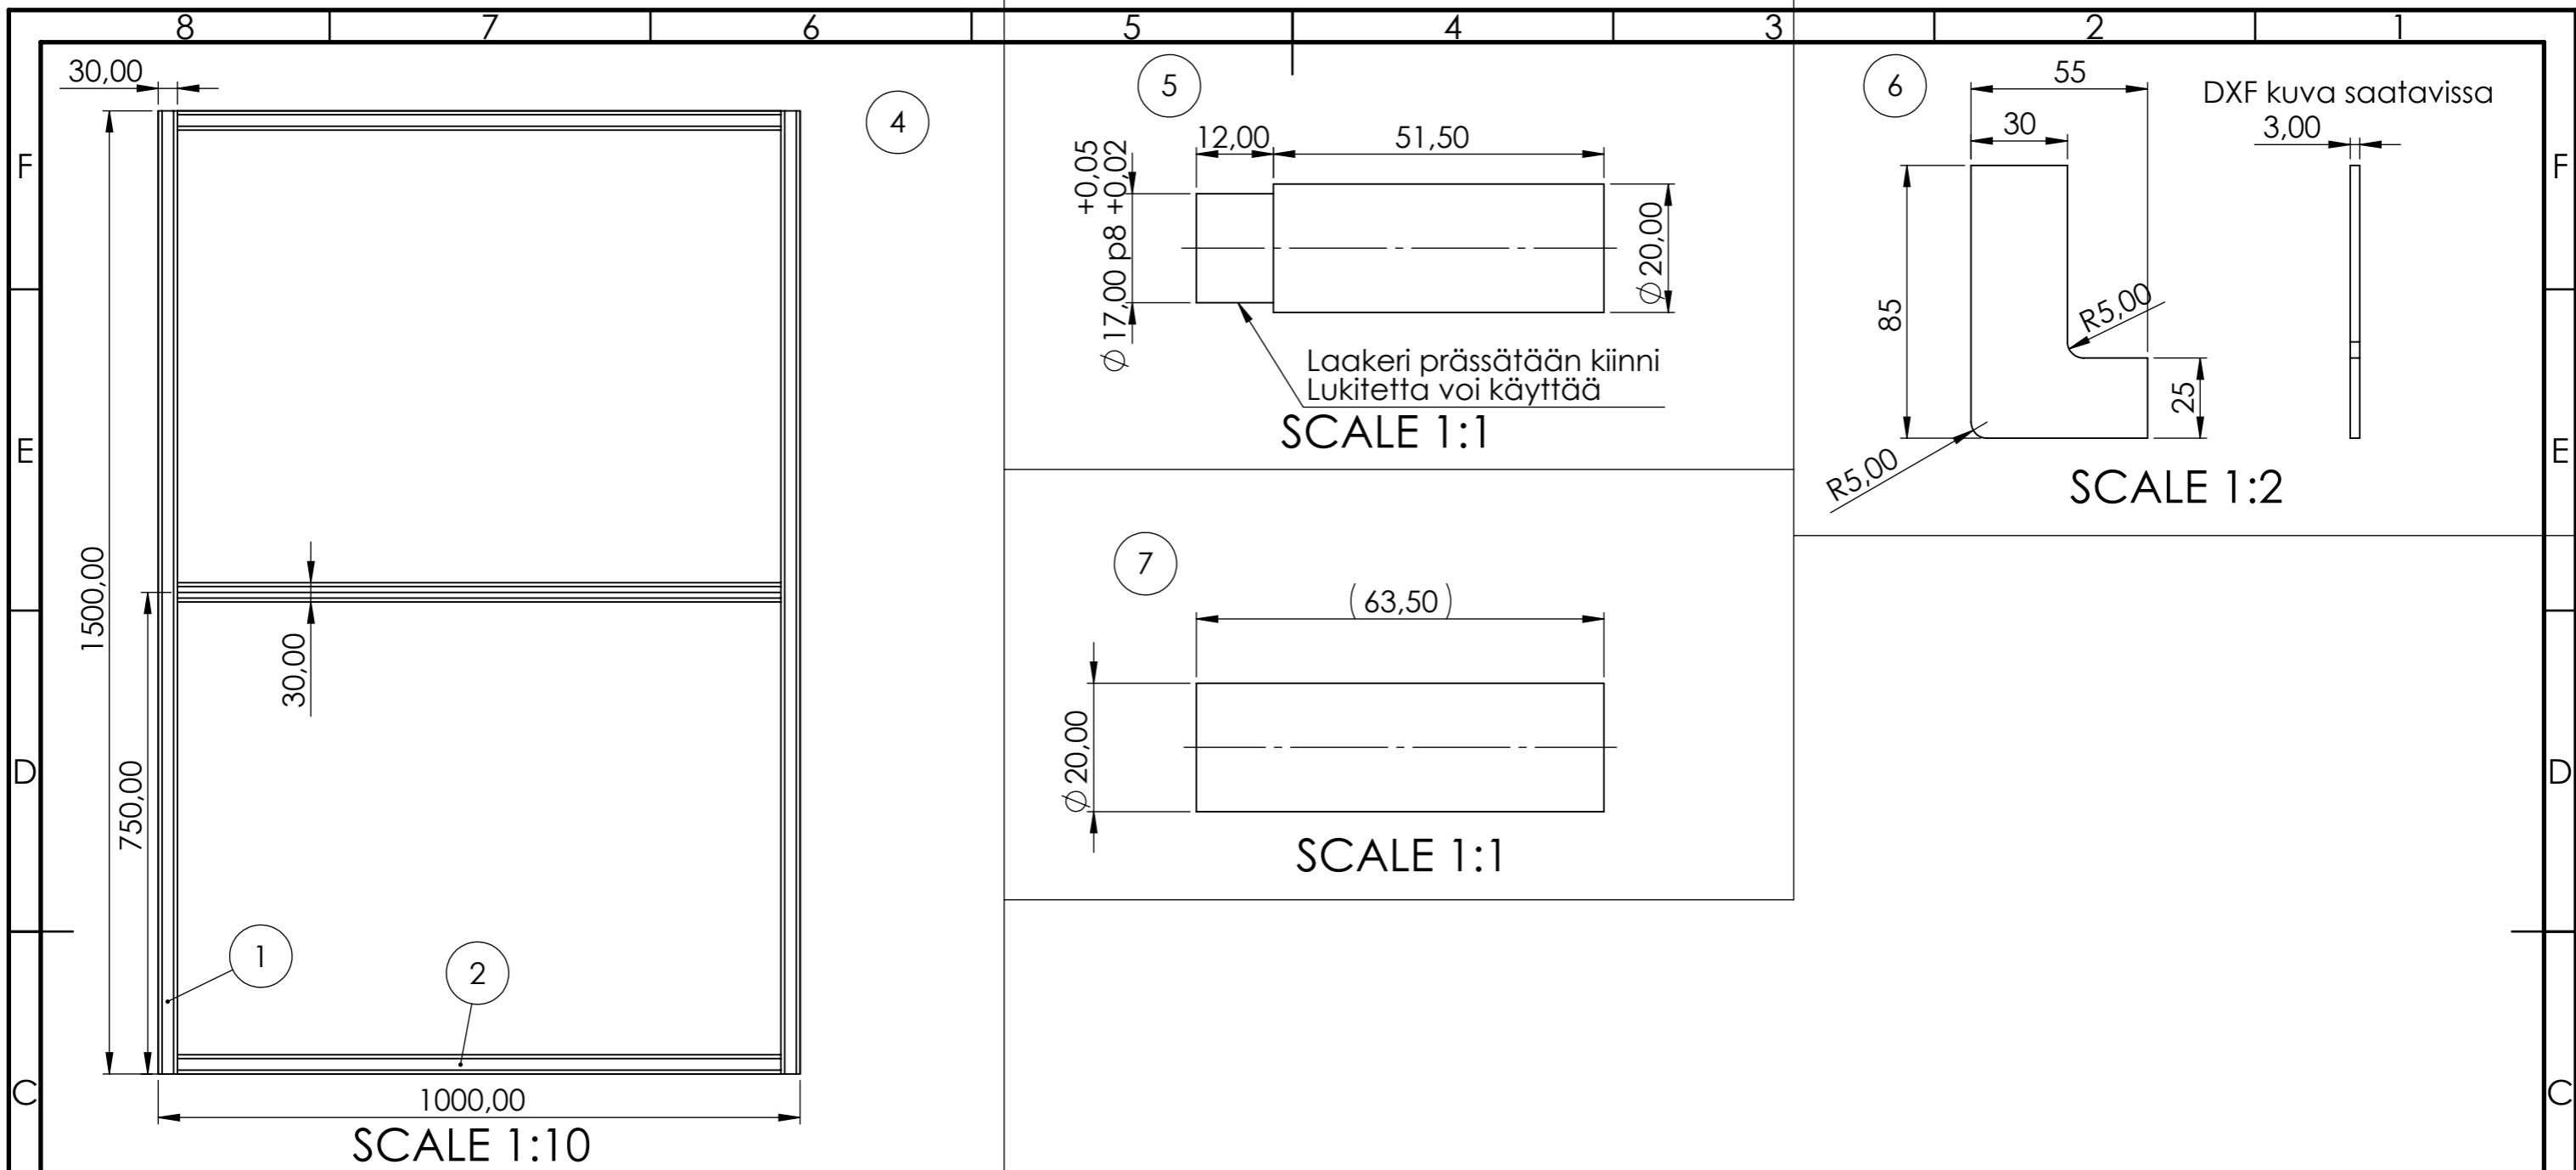 8 7 6 5 4 3 2 1
F
E
D
C
F
E
D
C
30,00
4
1500,00
750,00
30,00
1
2
1000,00
SCALE 1:10
5
12,00
51,50
+0,05
∅ 17,00 p8 +0,02
∅ 20,00
Laakeri prässätään kiinni
Lukitetta voi käyttää
SCALE 1:1
7
(63,50)
∅ 20,00
SCALE 1:1
6
55
30
DXF kuva saatavissa
3,00
85
R5,00
25
R5,00
SCALE 1:2